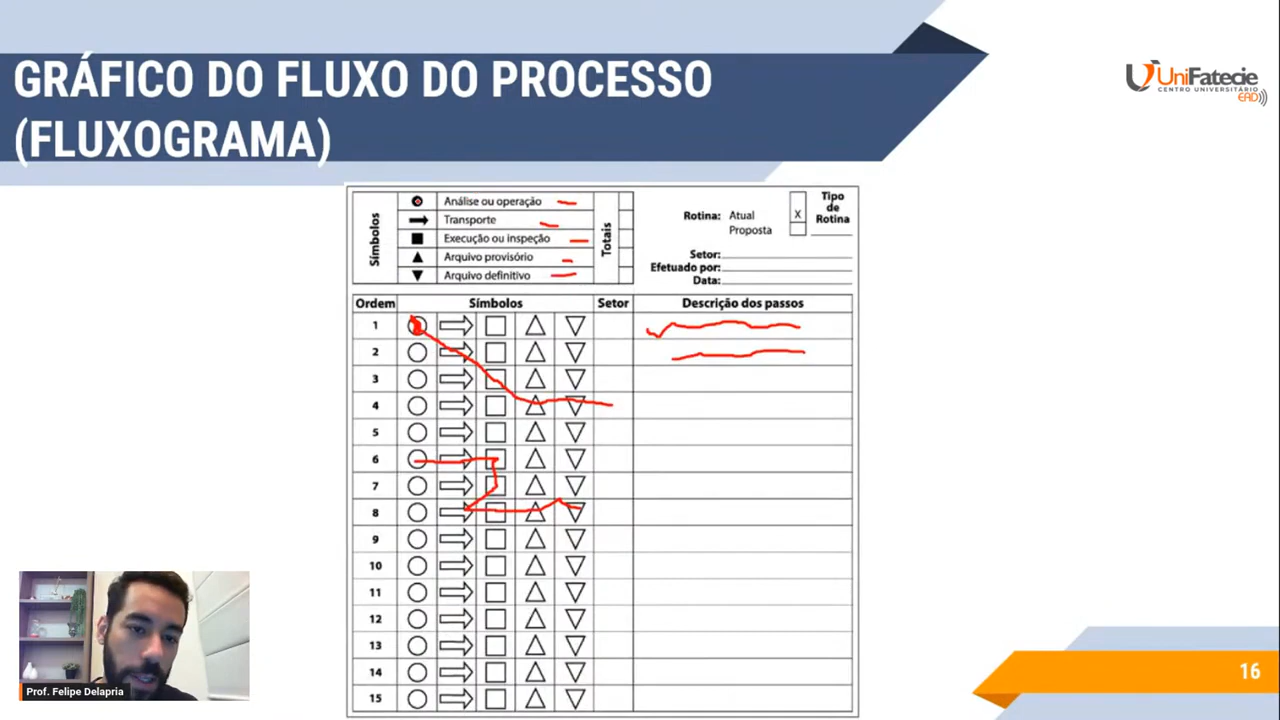 GRÁFICO DO FLUXO DO PROCESSO
(FLUXOGRAMA)
UniFatecie
CENTRO UNIVERSITÁRIO
EAD
Símbolos
Análise ou operação
Transporte
Execução ou inspeção
Arquivo provisório
Arquivo definitivo
Totais
Rotina: Atual X
Proposta
Tipo
de
Rotina
Setor:
Efetuado por:
Data:
Ordem Símbolos Setor Descrição dos passos
1
2
3
4
5
6
7
8
9
10
11
12
13
14
15
Prof. Felipe Delapria
16